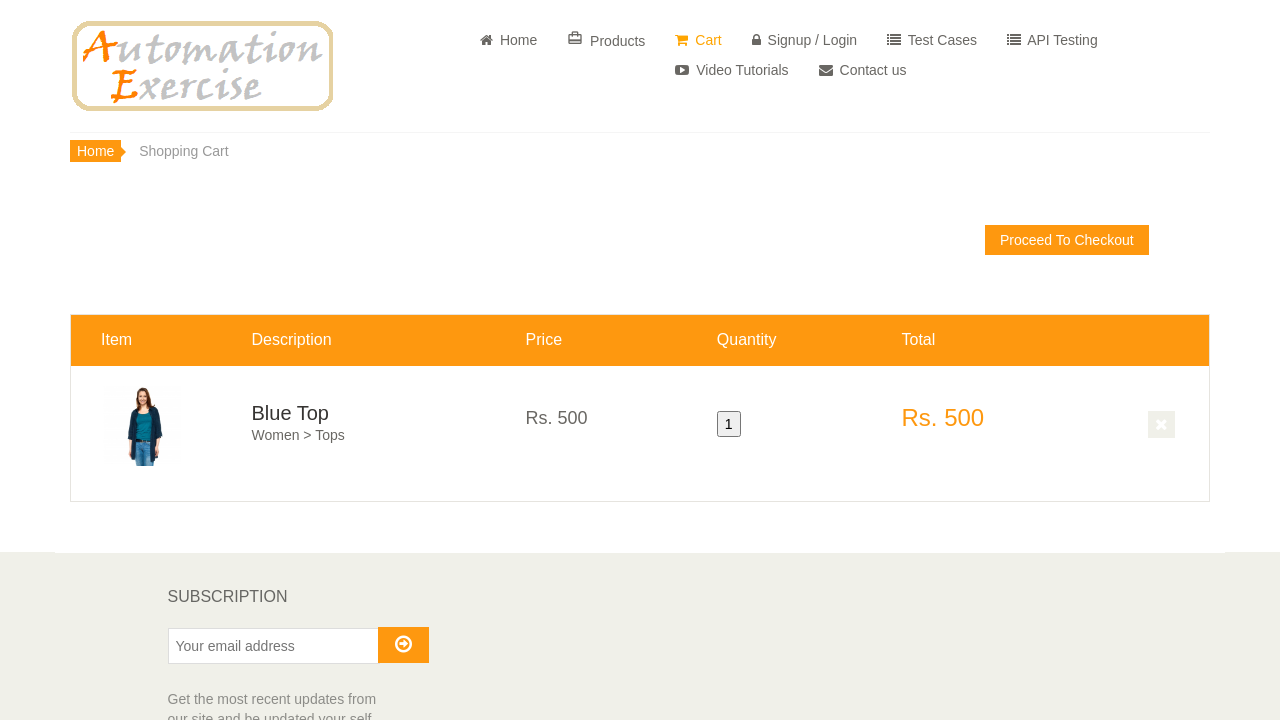 Automation
Exercise
Home
Products
Cart
Signup / Login
Test Cases
API Testing
Video Tutorials
Contact us
Home
Shopping Cart
Proceed To Checkout
Item Description Price Quantity Total
Blue Top
Women > Tops
Rs. 500
1
Rs. 500
SUBSCRIPTION
Your email address
Get the most recent updates from
our site and be updated your self